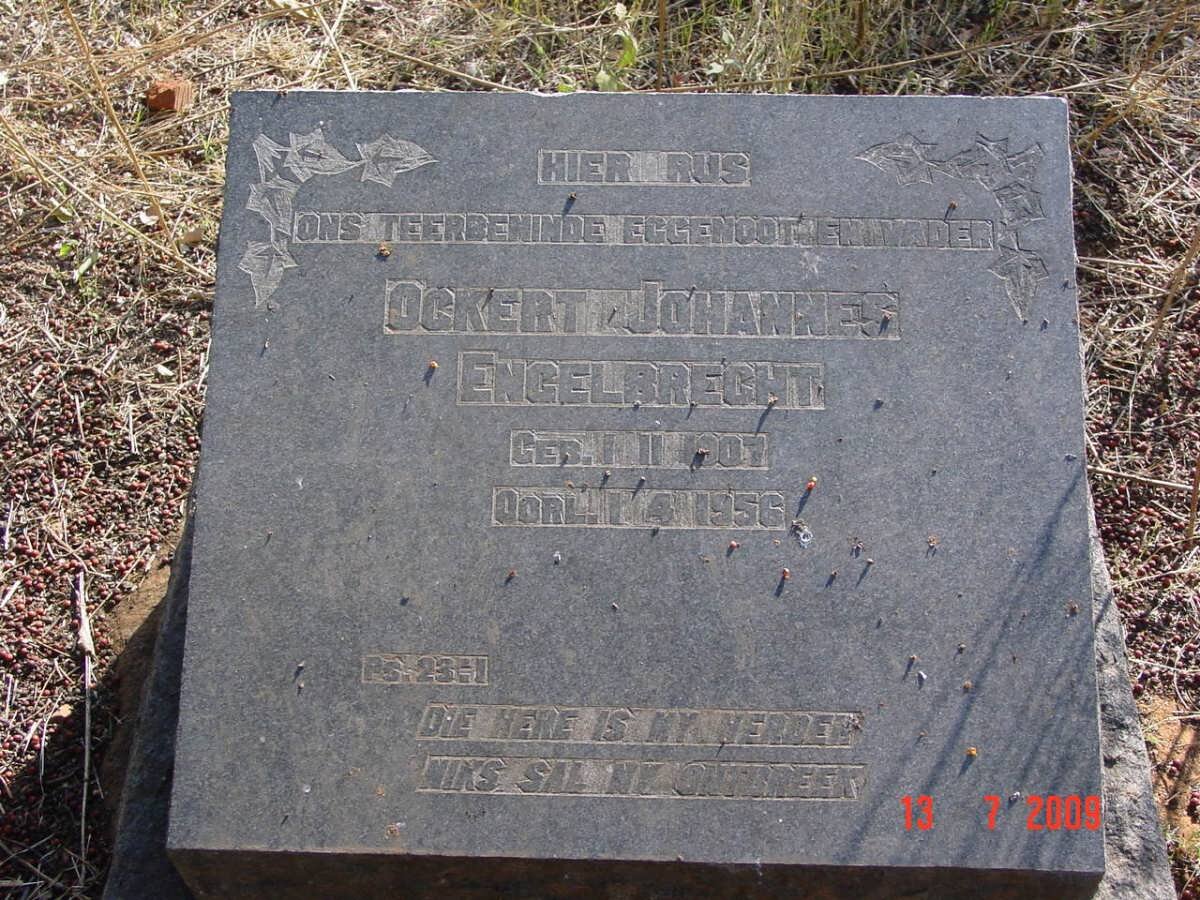 HIER RUS
ONS TEERBEMINDE EGGENOOT EN VADER
OCKERT JOHANNES
ENGELBRECHT
GEB. 1 11 1907
OORL. 1 4 1956
PS-23-1
DIE HERE IS MY HERDER
NIKS SAL MY ONTBREEK
13 7 2009